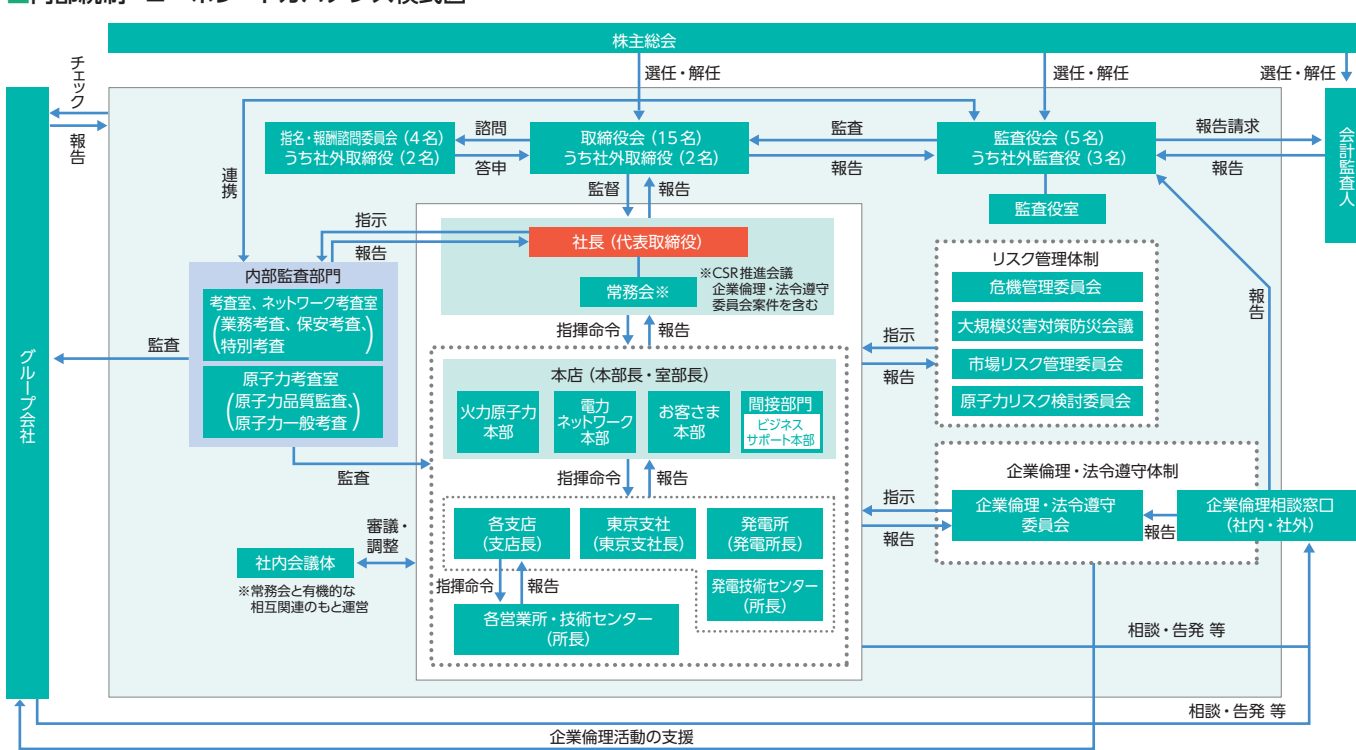 株主総会
チェック
報告
選任・解任
選任・解任
選任・解任
指名・報酬諮問委員会（4名）
うち社外取締役（2名）
諮問
答申
取締役会（15名）
うち社外取締役（2名）
監査
報告
監査役会（5名）
うち社外監査役（3名）
報告請求
報告
会計監査人
連携
監督
報告
監査役室
指示
報告
社長（代表取締役）
常務会※
※CSR推進会議
企業倫理・法令遵守
委員会案件を含む
内部監査部門
考査室、ネットワーク考査室
（業務考査、保安考査、
特別考査）
原子力考査室
（原子力品質監査、
原子力一般考査）
監査
グループ会社
指揮命令
報告
リスク管理体制
危機管理委員会
大規模災害対策防災会議
市場リスク管理委員会
原子力リスク検討委員会
指示
報告
報告
本店（本部長・室部長）
火力原子力
本部
電力
ネットワーク
本部
お客さま
本部
間接部門
ビジネス
サポート本部
監査
指揮命令
報告
企業倫理・法令遵守体制
企業倫理・法令遵守
委員会
指示
報告
報告
企業倫理相談窓口
（社内・社外）
各支店
（支店長）
東京支社
（東京支社長）
発電所
（発電所長）
審議・
調整
社内会議体
※常務会と有機的な
相互関連のもと運営
指揮命令
報告
発電技術センター
（所長）
各営業所・技術センター
（所長）
相談・告発 等
相談・告発 等
企業倫理活動の支援